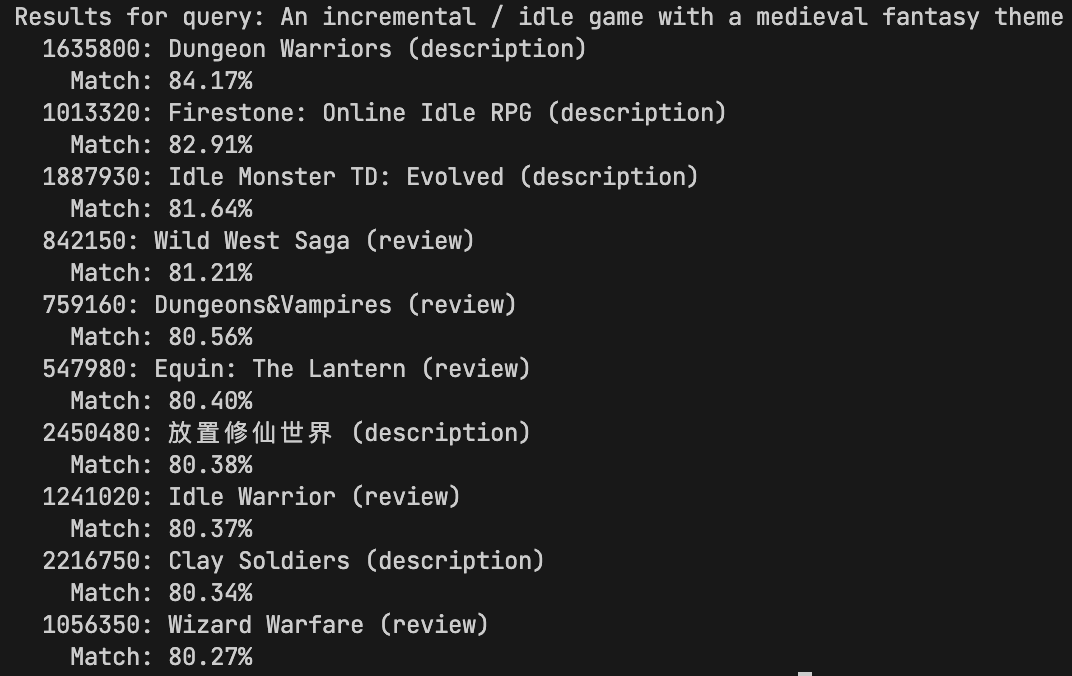 Results for query: An incremental / idle game with a medieval fantasy theme
1635800: Dungeon Warriors (description)
Match: 84.17%
1013320: Firestone: Online Idle RPG (description)
Match: 82.91%
1887930: Idle Monster TD: Evolved (description)
Match: 81.64%
842150: Wild West Saga (review)
Match: 81.21%
759160: Dungeons&Vampires (review)
Match: 80.56%
547980: Equin: The Lantern (review)
Match: 80.40%
2450480: 放置修仙世界 (description)
Match: 80.38%
1241020: Idle Warrior (review)
Match: 80.37%
2216750: Clay Soldiers (description)
Match: 80.34%
1056350: Wizard Warfare (review)
Match: 80.27%